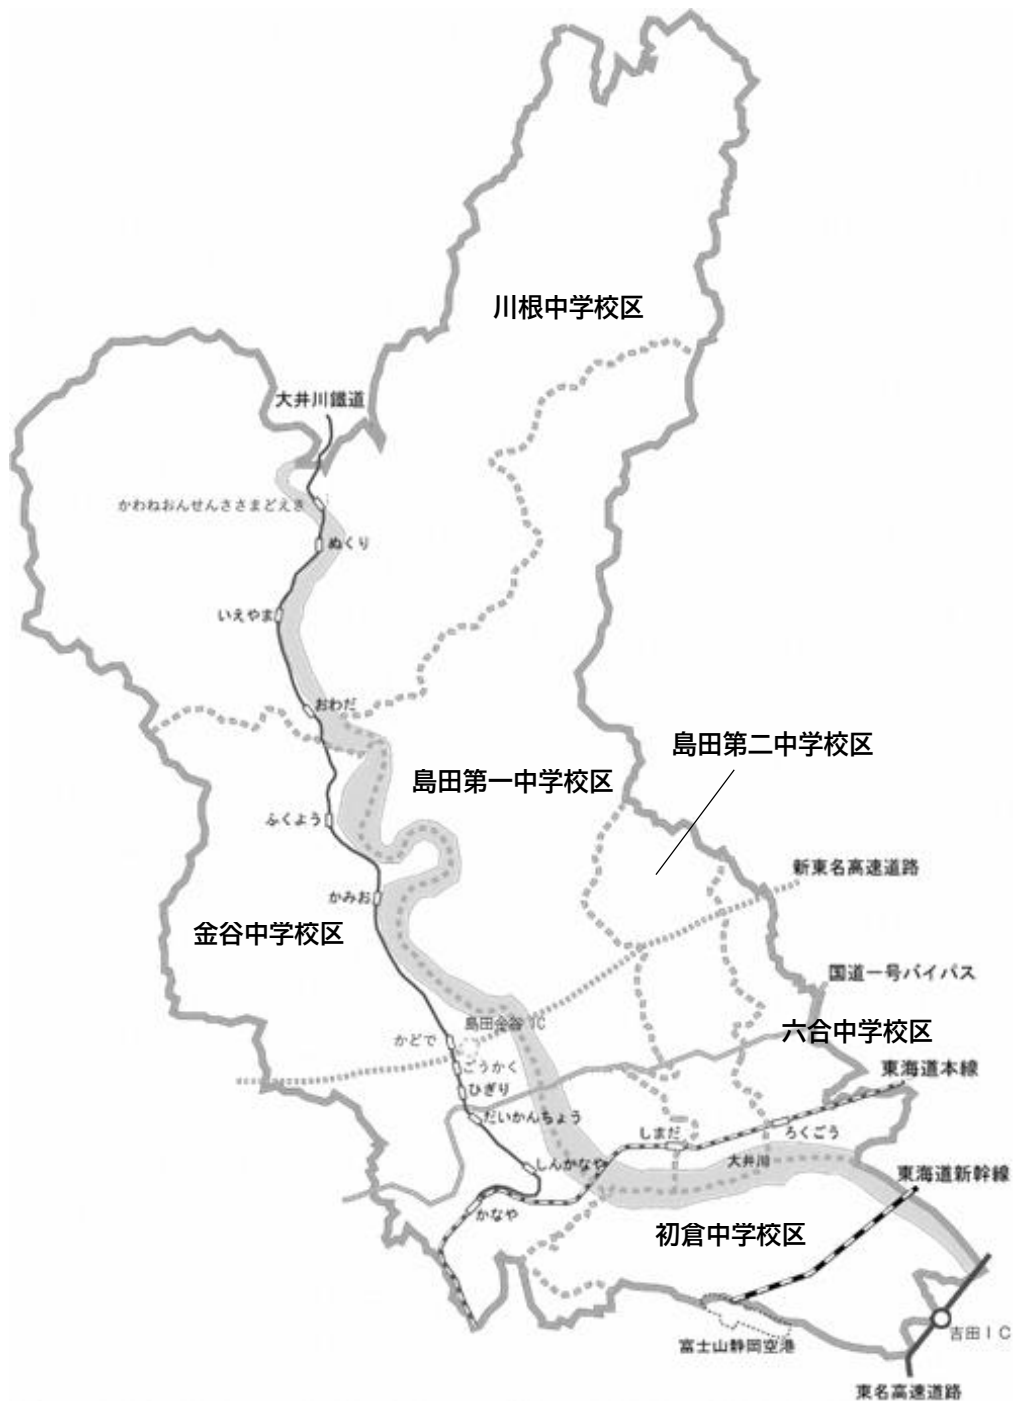 川根中学校区
大井川鐵道
かわねおんせんささまどえき
ぬくり
いえやま
おわだ
島田第二中学校区
島田第一中学校区
ふくよう
新東名高速道路
かみお
金谷中学校区
国道一号バイパス
島田金谷IC
六合中学校区
かどで
ごうかく
東海道本線
ひぎり
だいかんちょう
しまだ
ろくごう
しんかなや
大井川
東海道新幹線
かなや
初倉中学校区
吉田IC
富士山静岡空港
東名高速道路